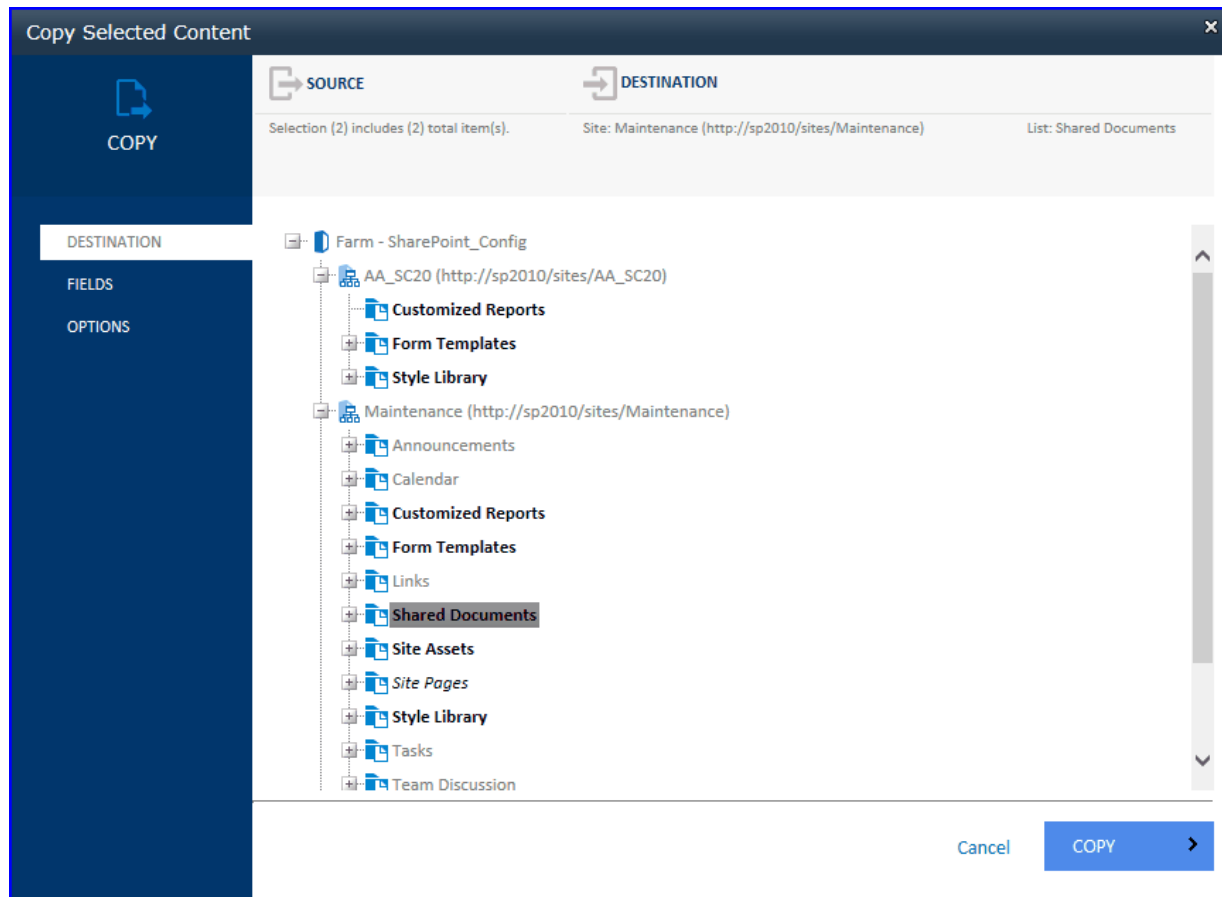 Copy Selected Content
COPY
SOURCE
DESTINATION
Selection (2) includes (2) total item(s).
Site: Maintenance (http://sp2010/sites/Maintenance)
List: Shared Documents
DESTINATION
FIELDS
OPTIONS
Farm - SharePoint_Config
AA_SC20 (http://sp2010/sites/AA_SC20)
Customized Reports
Form Templates
Style Library
Maintenance (http://sp2010/sites/Maintenance)
Announcements
Calendar
Customized Reports
Form Templates
Links
Shared Documents
Site Assets
Site Pages
Style Library
Tasks
Team Discussion
Cancel
COPY